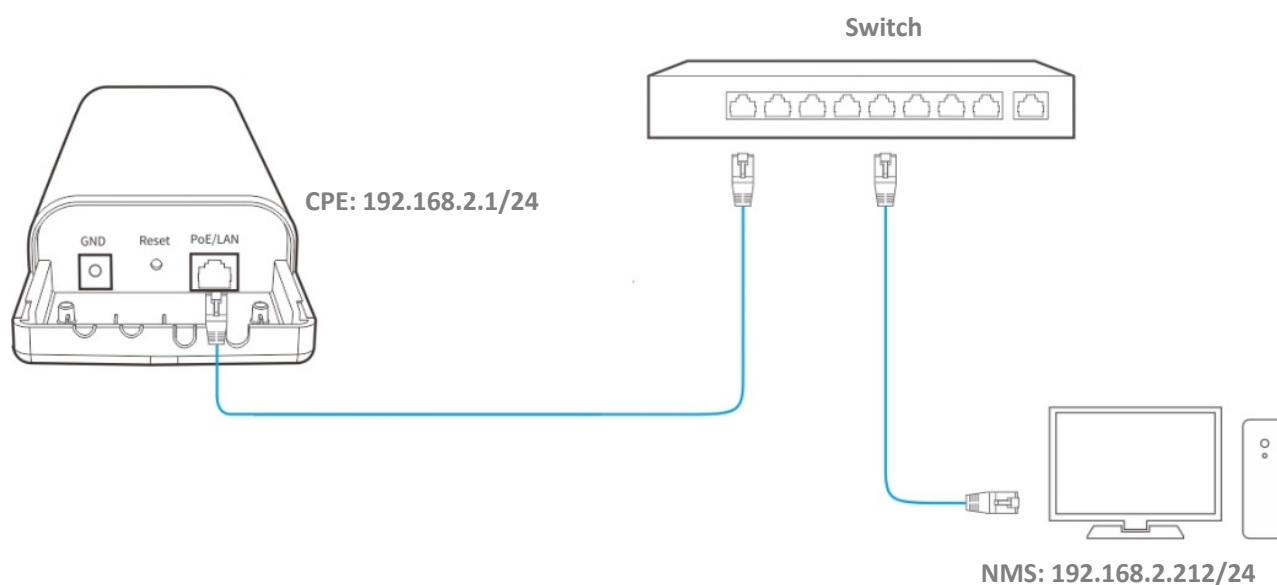 Switch
CPE: 192.168.2.1/24
GND Reset PoE/LAN
NMS: 192.168.2.212/24